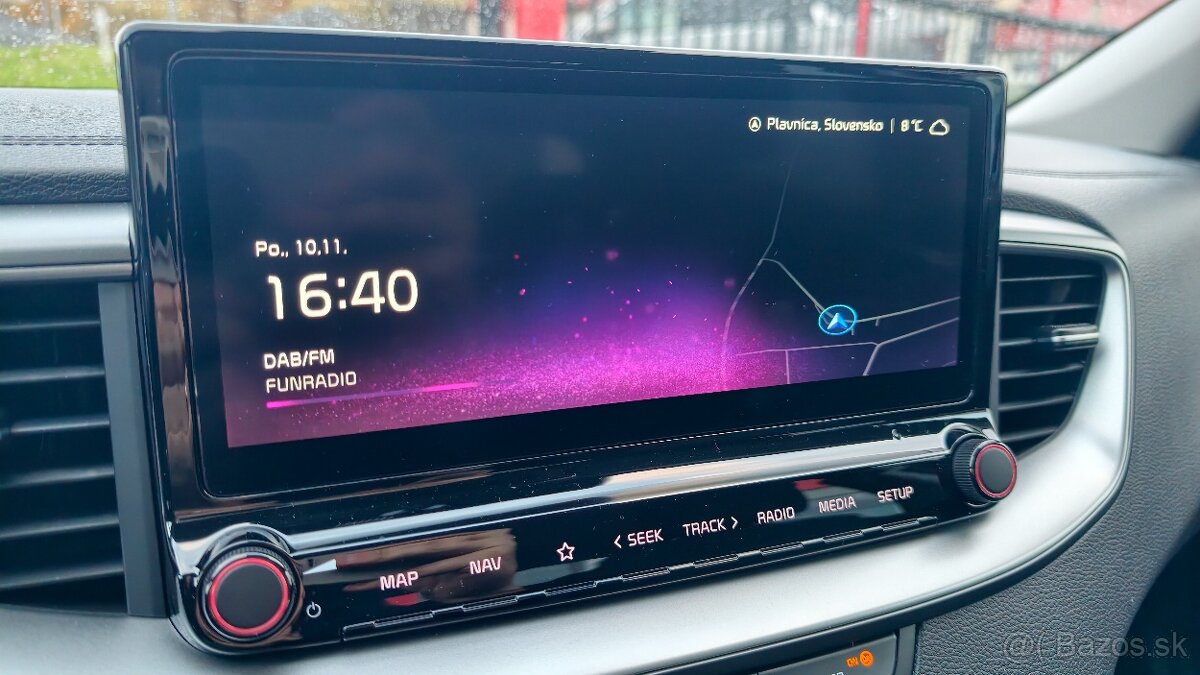 Plavnica, Slovensko | 8°C
Po., 10.11.
16:40
DAB/FM
FUNRADIO
MAP NAV < SEEK TRACK > RADIO MEDIA SETUP
ON
Bazos.sk